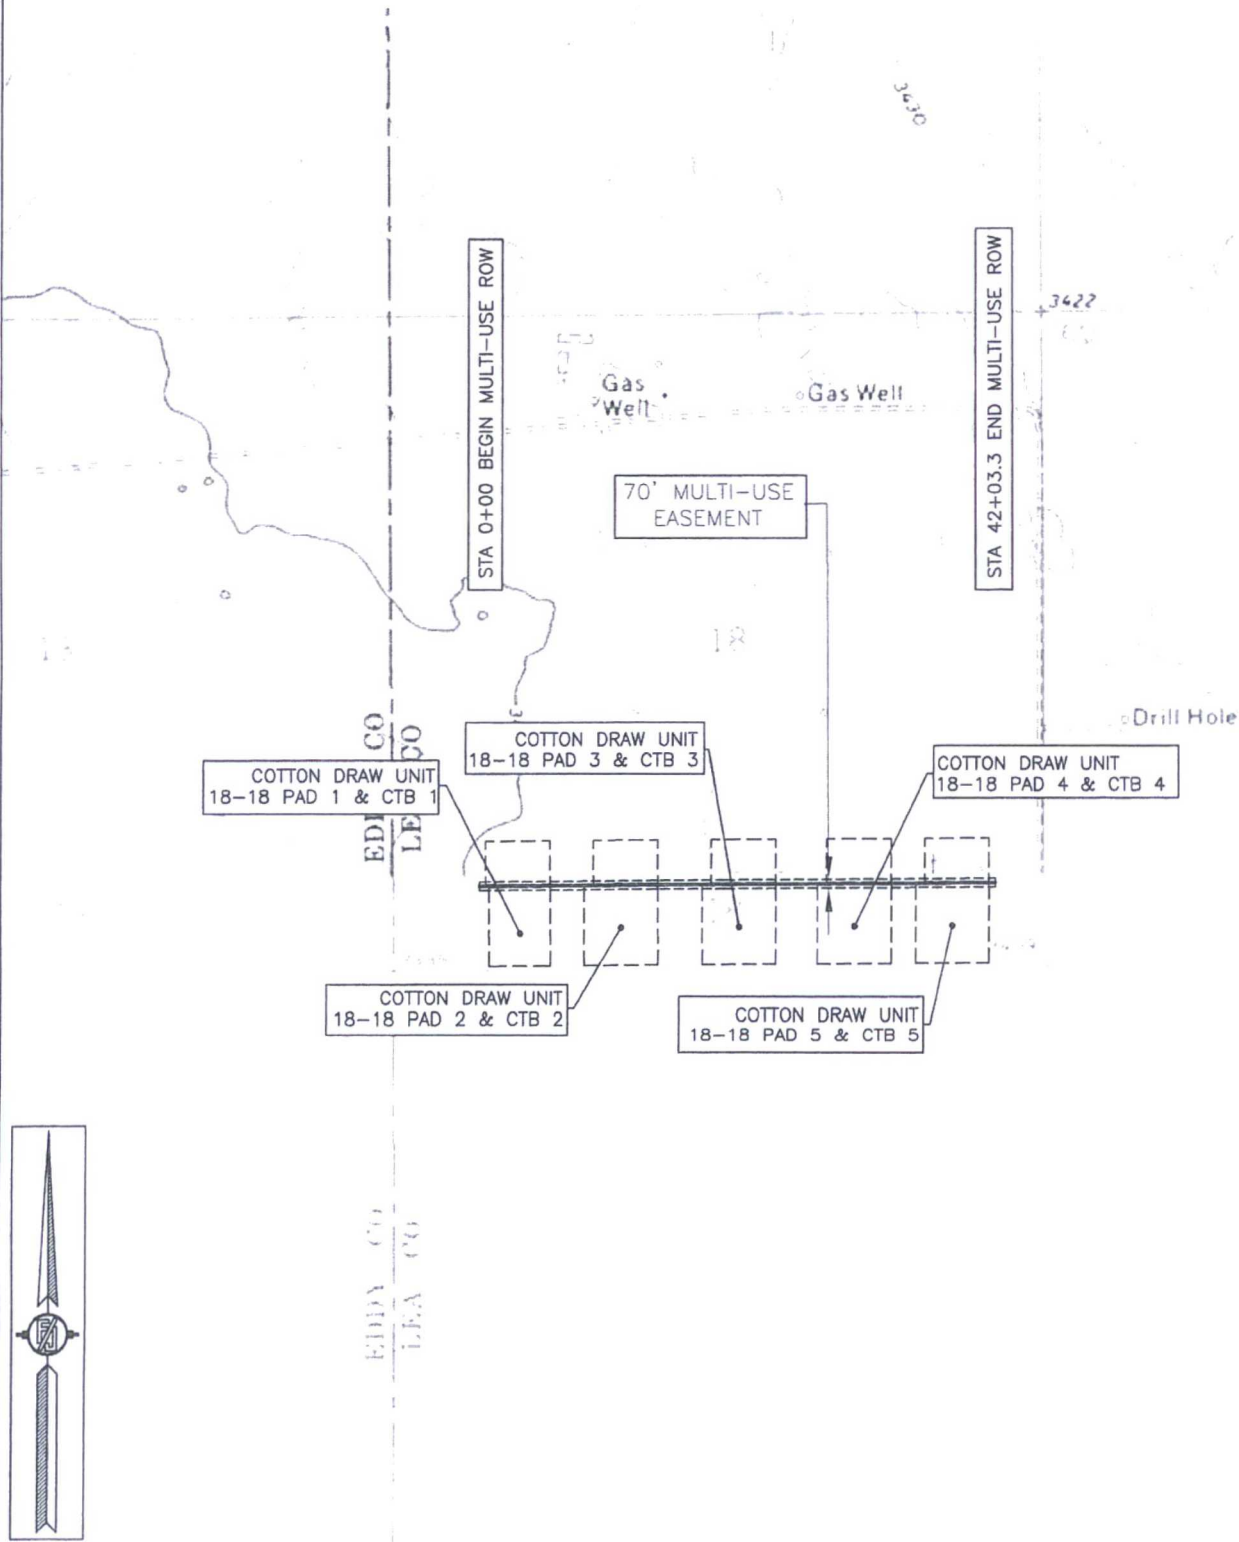 3430
3422
STA 0+00 BEGIN MULTI-USE ROW
STA 42+03.3 END MULTI-USE ROW
Gas
Well
Gas Well
70' MULTI-USE
EASEMENT
18
Drill Hole
EDDY CO
LEA CO
COTTON DRAW UNIT
18-18 PAD 1 & CTB 1
COTTON DRAW UNIT
18-18 PAD 3 & CTB 3
COTTON DRAW UNIT
18-18 PAD 4 & CTB 4
COTTON DRAW UNIT
18-18 PAD 2 & CTB 2
COTTON DRAW UNIT
18-18 PAD 5 & CTB 5
EDDY CO
LEA CO